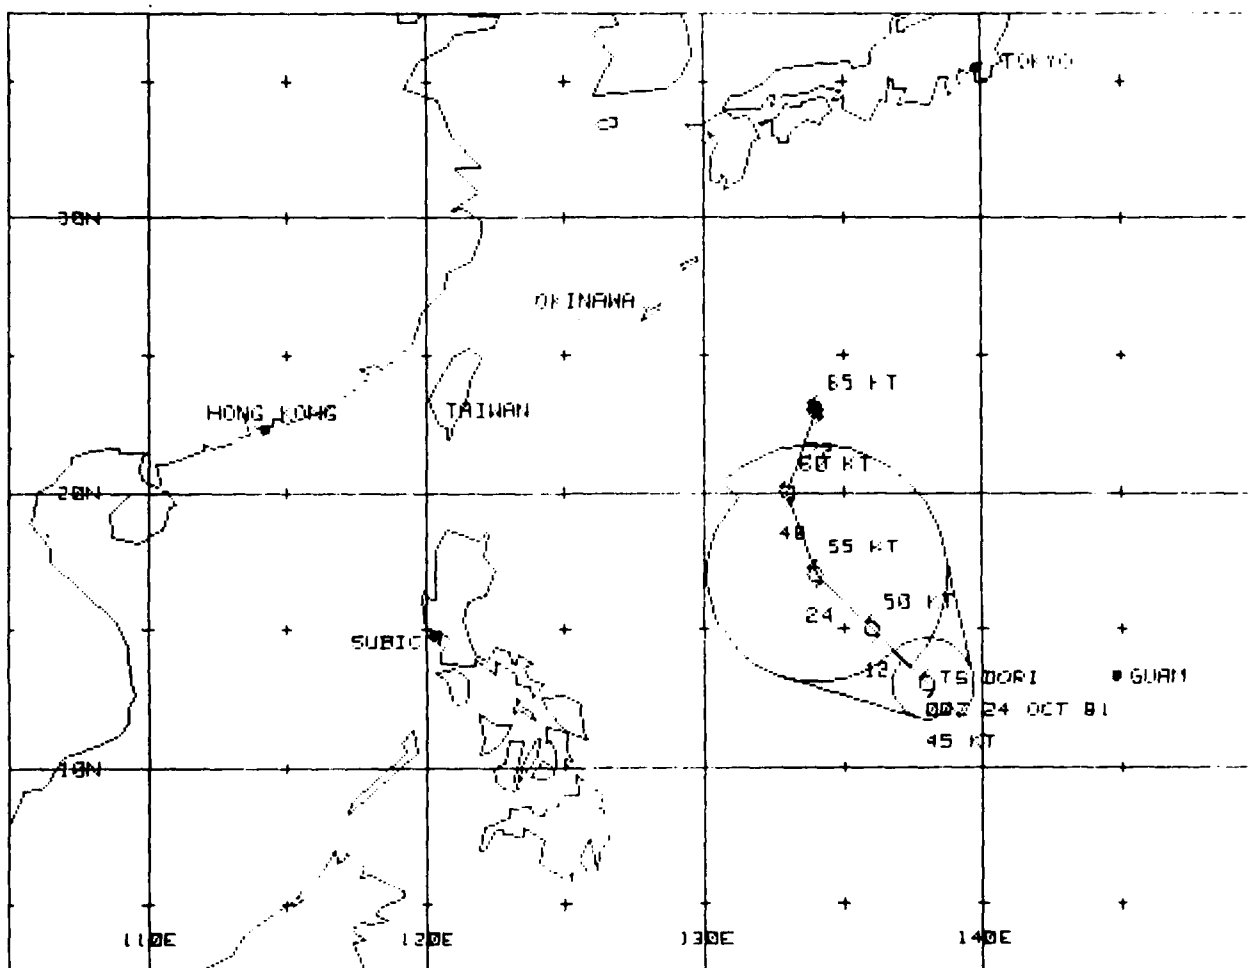 TOKYO
30N
OKINAWA
65 KT
HONG KONG
TAIWAN
60 KT
20N
48
55 KT
50 KT
24
SUBIC
12
TS DORI
GUAM
00Z 24 OCT 81
45 KT
10N
110E 120E 130E 140E